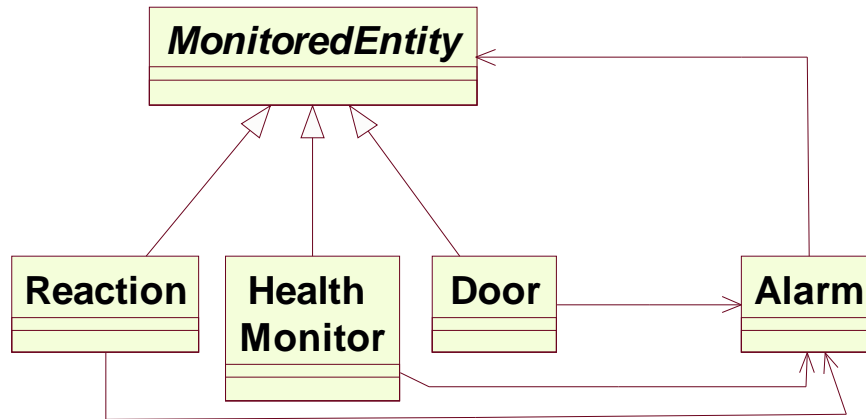 MonitoredEntity
Reaction
Health
Monitor
Door
Alarm